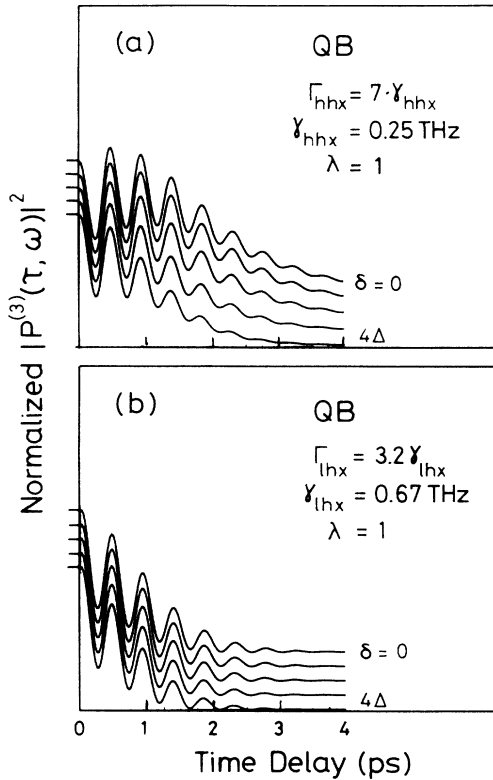 (a)
QB
Γhhx = 7·γhhx
γhhx = 0.25 THz
λ = 1
δ = 0
4Δ
Normalized |P(3)(τ, ω)|2
(b)
QB
Γlhx = 3.2 γlhx
γlhx = 0.67 THz
λ = 1
δ = 0
4Δ
0 1 2 3 4
Time Delay (ps)